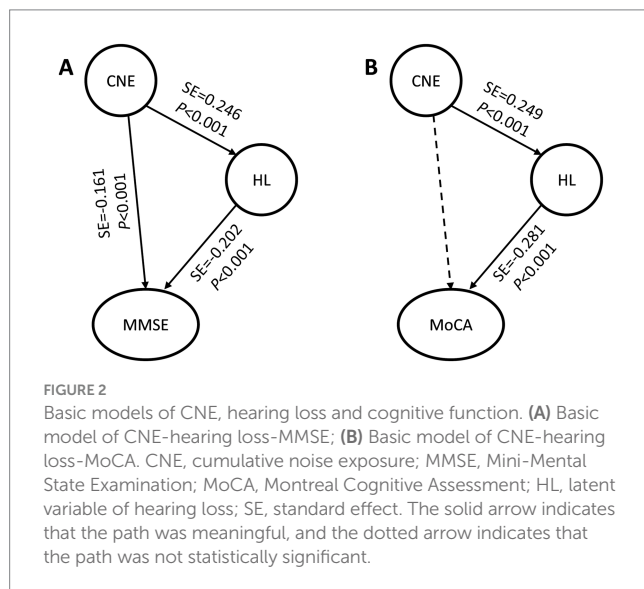 A
CNE
SE=0.246
P<0.001
HL
SE=-0.161
P<0.001
SE=-0.202
P<0.001
MMSE
B
CNE
SE=0.249
P<0.001
HL
SE=-0.281
P<0.001
MoCA
FIGURE 2
Basic models of CNE, hearing loss and cognitive function. (A) Basic
model of CNE-hearing loss-MMSE; (B) Basic model of CNE-hearing
loss-MoCA. CNE, cumulative noise exposure; MMSE, Mini-Mental
State Examination; MoCA, Montreal Cognitive Assessment; HL, latent
variable of hearing loss; SE, standard effect. The solid arrow indicates
that the path was meaningful, and the dotted arrow indicates that
the path was not statistically significant.